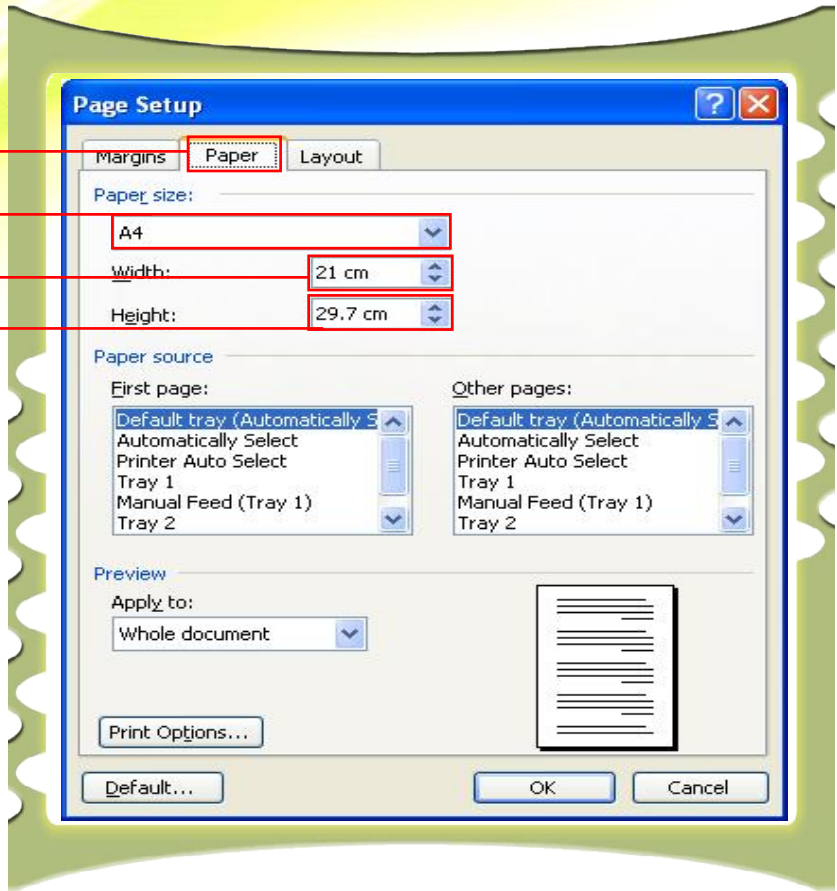 Page Setup
Margins Paper Layout
Paper size:
A4
Width: 21 cm
Height: 29.7 cm
Paper source
First page: Other pages:
Default tray (Automatically S Default tray (Automatically S
Automatically Select Automatically Select
Printer Auto Select Printer Auto Select
Tray 1 Tray 1
Manual Feed (Tray 1) Manual Feed (Tray 1)
Tray 2 Tray 2
Preview
Apply to:
Whole document
Print Options...
Default... OK Cancel